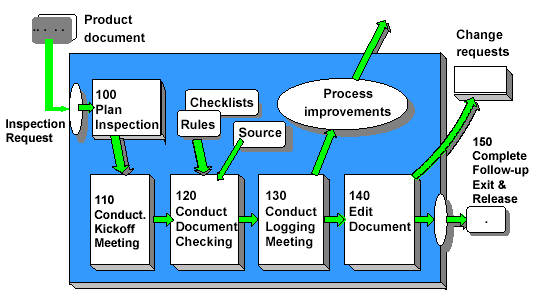 Product
document
Inspection
Request
100
Plan
Inspection
Checklists
Rules
Source
Process
improvements
Change
requests
110
Conduct.
Kickoff
Meeting
120
Conduct
Document
Checking
130
Conduct
Logging
Meeting
140
Edit
Document
150
Complete
Follow-up
Exit &
Release